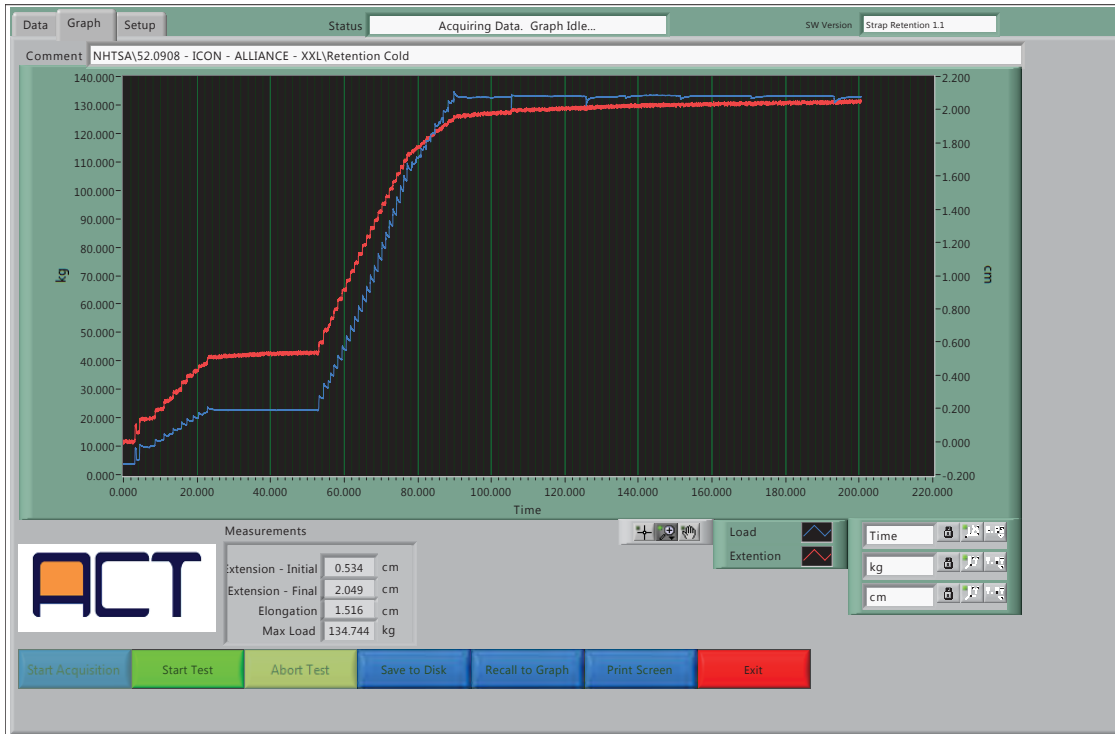 Data Graph Setup Status Acquiring Data. Graph Idle... SW Version Strap Retention 1.1
Comment NHTSA\52.0908 - ICON - ALLIANCE - XXL\Retention Cold
140.000
130.000
120.000
110.000
100.000
90.000
80.000
70.000
60.000
50.000
40.000
30.000
20.000
10.000
0.000
kg
2.200
2.000
1.800
1.600
1.400
1.200
1.000
0.800
0.600
0.400
0.200
0.000
-0.200
cm
0.000 20.000 40.000 60.000 80.000 100.000 120.000 140.000 160.000 180.000 200.000 220.000
Time
Load
Extention
Time
kg
cm
ACT
Measurements
Extension - Initial 0.534 cm
Extension - Final 2.049 cm
Elongation 1.516 cm
Max Load 134.744 kg
Start Acquisition Start Test Abort Test Save to Disk Recall to Graph Print Screen Exit